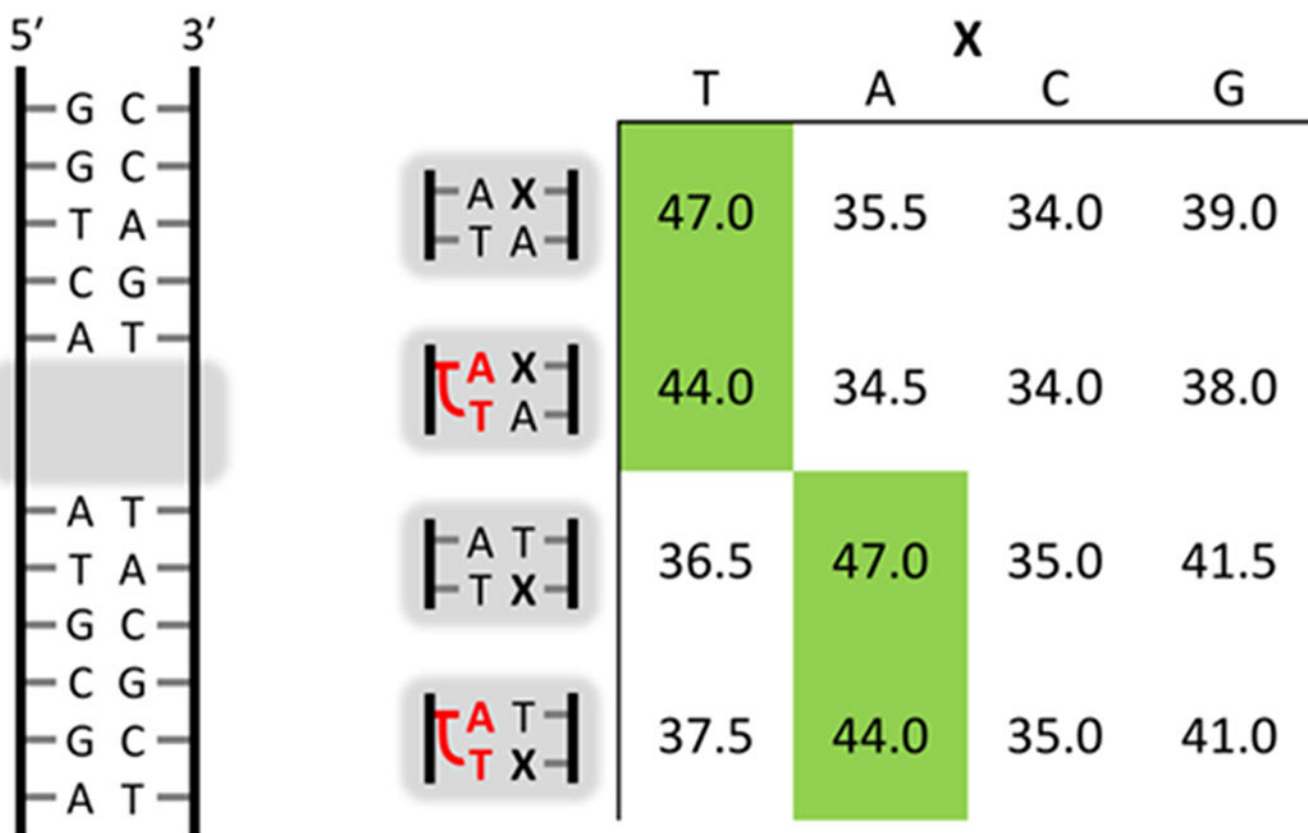 5′ 3′
G C
G C
T A
C G
A T
A T
T A
G C
C G
G C
A T
X
T A C G
A X
T A
47.0 35.5 34.0 39.0
A X
T A
44.0 34.5 34.0 38.0
A T
T X
36.5 47.0 35.0 41.5
A T
T X
37.5 44.0 35.0 41.0